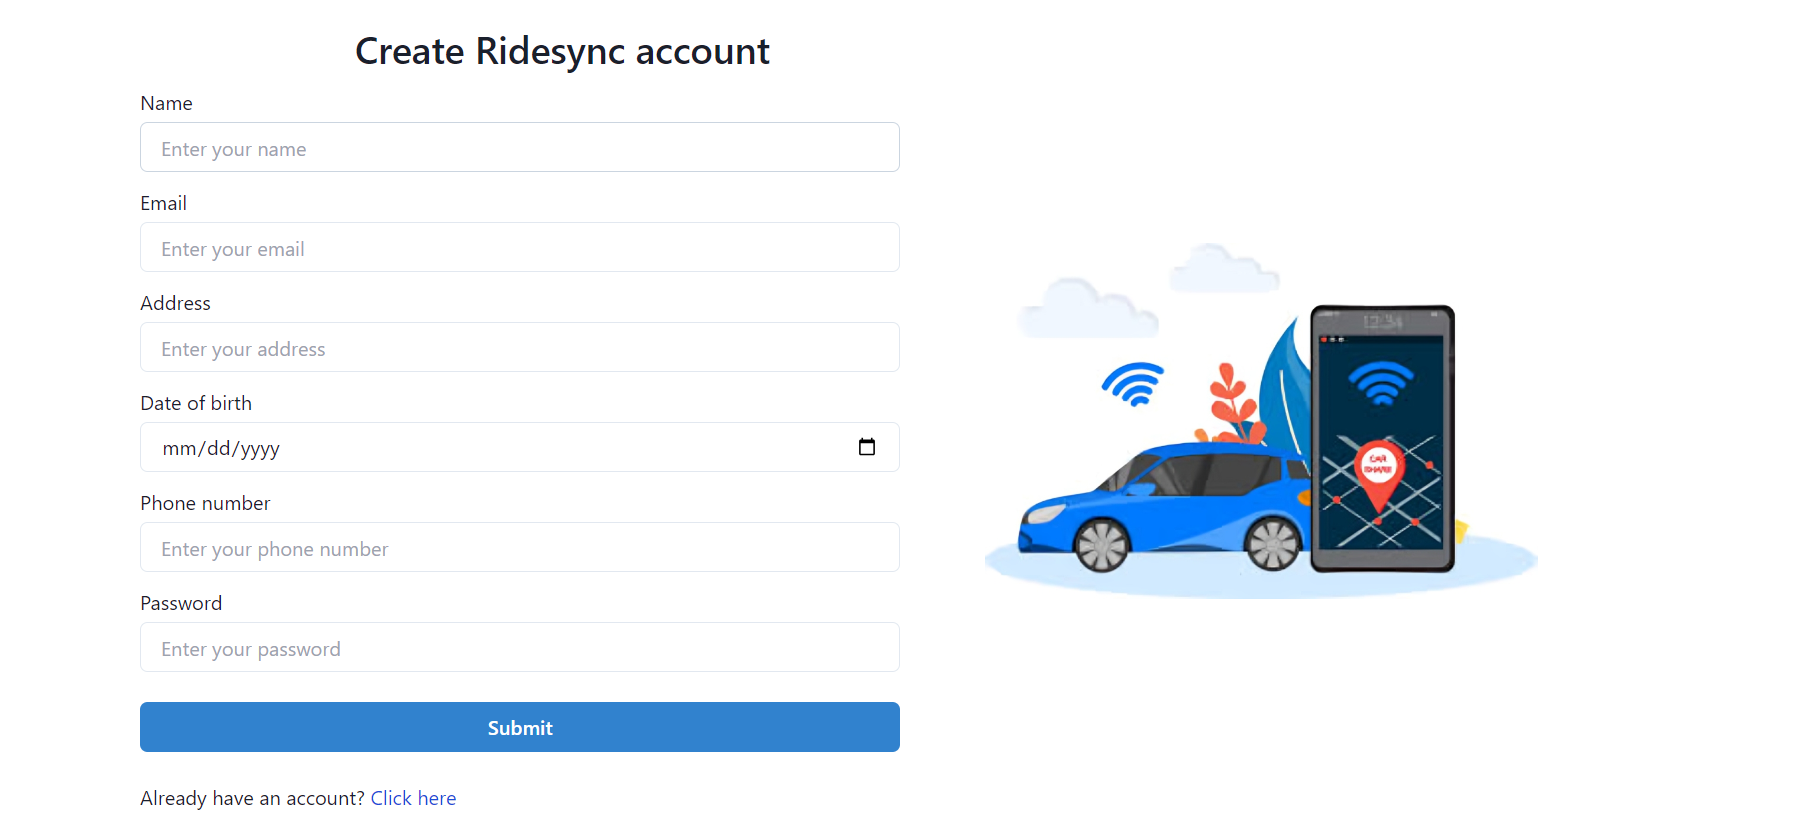 Create Ridesync account
Name
Enter your name
Email
Enter your email
Address
Enter your address
Date of birth
mm/dd/yyyy
Phone number
Enter your phone number
Password
Enter your password
Submit
Already have an account? Click here
12:34
CAR
SHARE